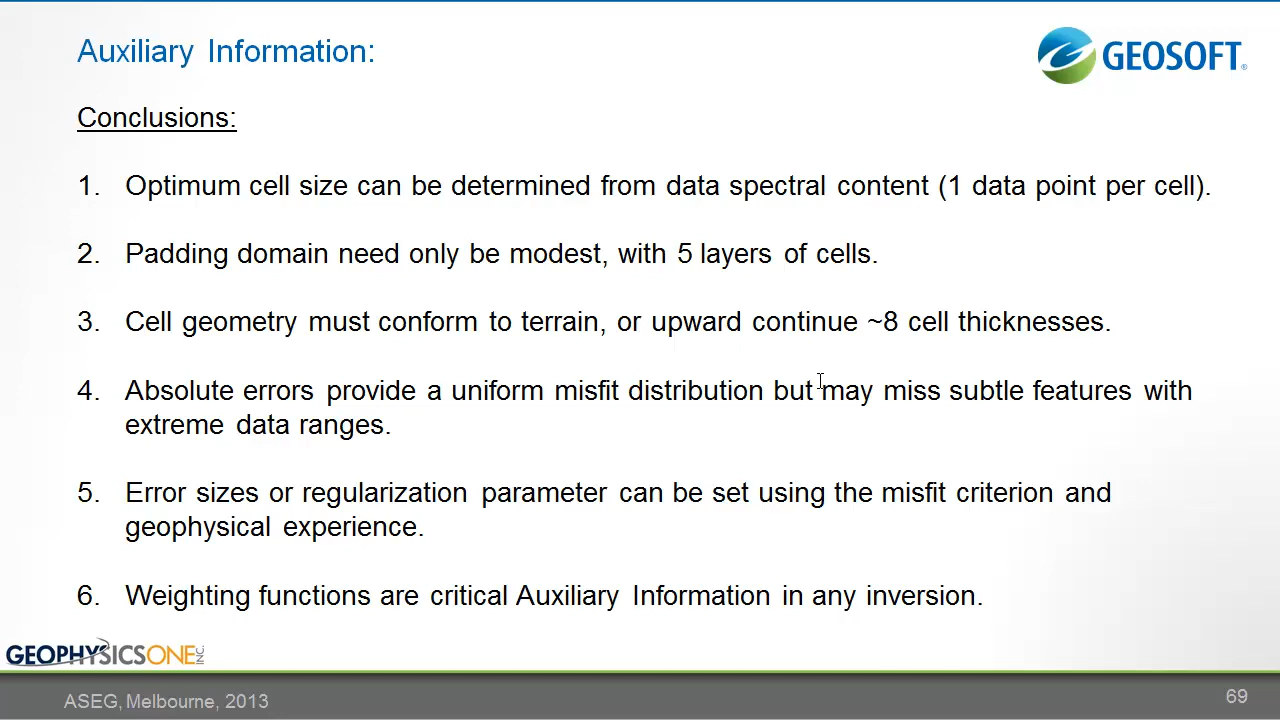 Auxiliary Information:
GEOSOFT®
Conclusions:
1. Optimum cell size can be determined from data spectral content (1 data point per cell).
2. Padding domain need only be modest, with 5 layers of cells.
3. Cell geometry must conform to terrain, or upward continue ~8 cell thicknesses.
4. Absolute errors provide a uniform misfit distribution but may miss subtle features with
extreme data ranges.
5. Error sizes or regularization parameter can be set using the misfit criterion and
geophysical experience.
6. Weighting functions are critical Auxiliary Information in any inversion.
GEOPHYSICSONE INC.
ASEG, Melbourne, 2013
69